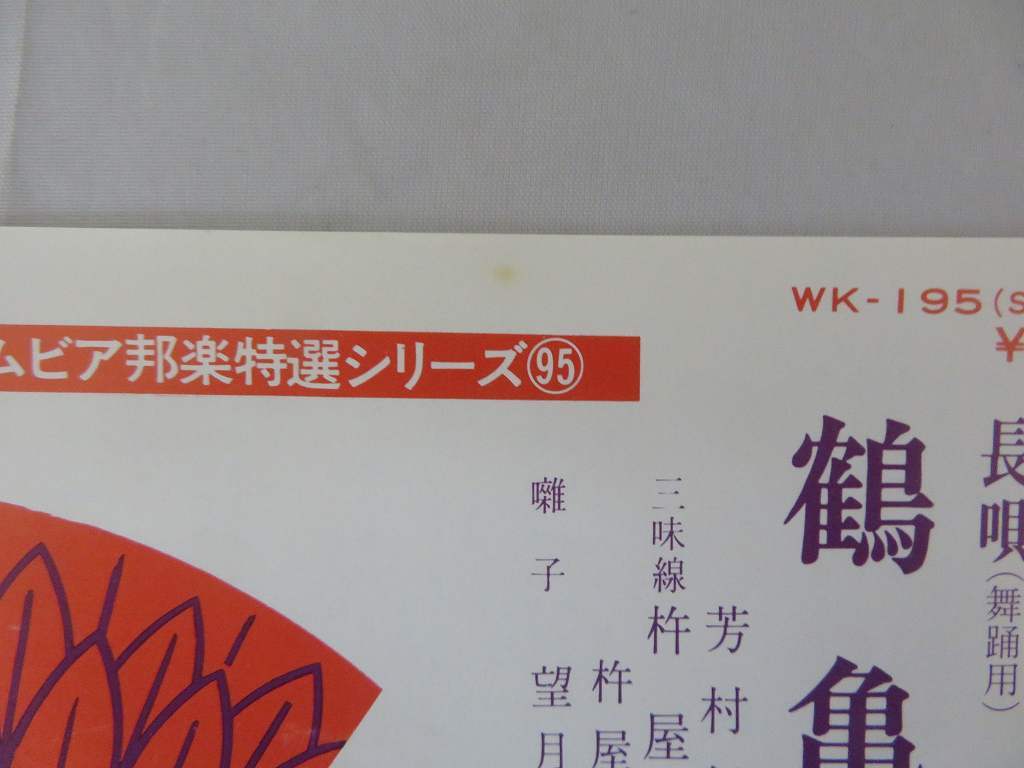 ムビア邦楽特選シリーズ95
WK-195(S
¥
長唄(舞踊用)
鶴亀
芳村
三味線 杵屋
杵屋
囃子 望月